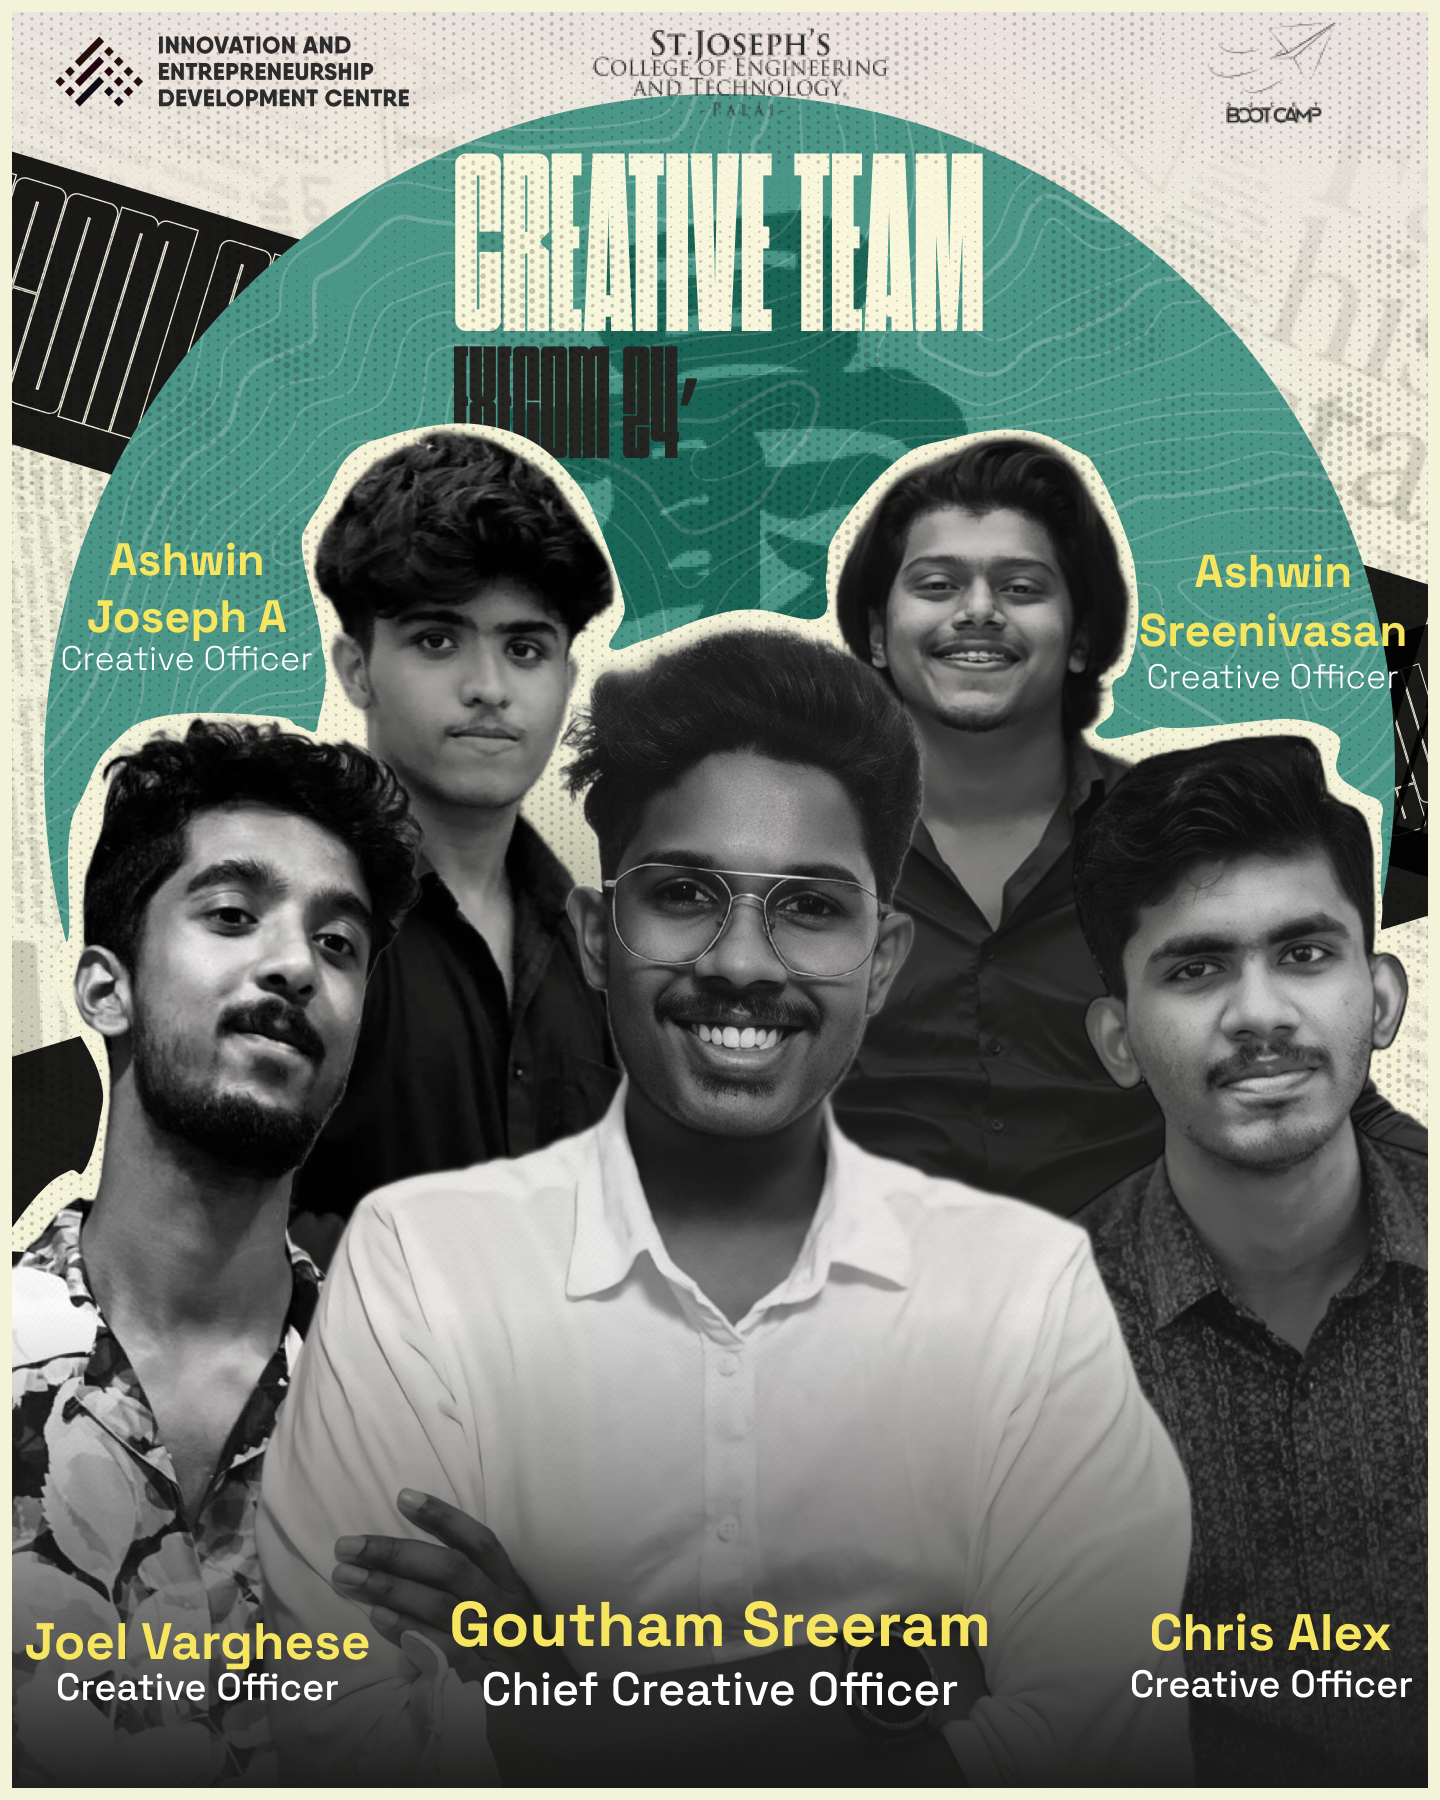 INNOVATION AND
ENTREPRENEURSHIP
DEVELOPMENT CENTRE
ST.JOSEPH'S
COLLEGE OF ENGINEERING
AND TECHNOLOGY,
- PALAI -
BOOTCAMP
CREATIVE TEAM
EXECOM 24'
Ashwin
Joseph A
Creative Officer
Ashwin
Sreenivasan
Creative Officer
Joel Varghese
Creative Officer
Goutham Sreeram
Chief Creative Officer
Chris Alex
Creative Officer